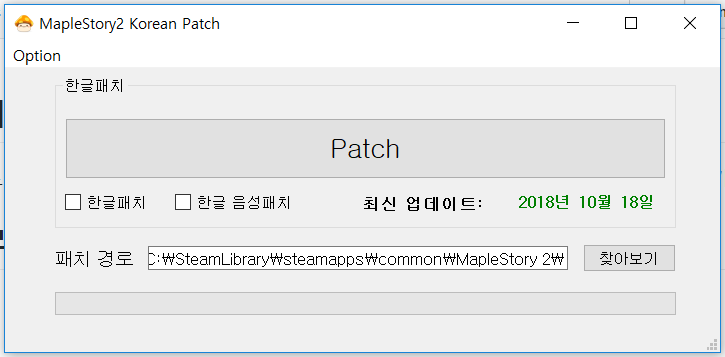 MapleStory2 Korean Patch
Option
한글패치
Patch
한글패치 한글 음성패치 최신 업데이트: 2018년 10월 18일
패치 경로 C:₩SteamLibrary₩steamapps₩common₩MapleStory 2₩ 찾아보기